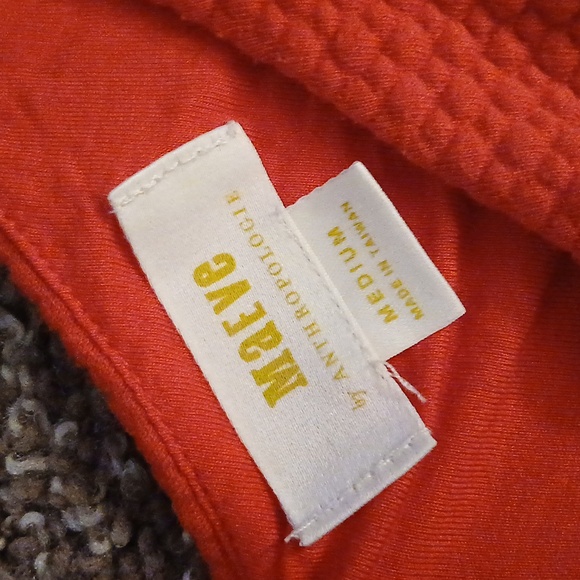 Maeve
by ANTHROPOLOGIE
MEDIUM
MADE IN TAIWAN